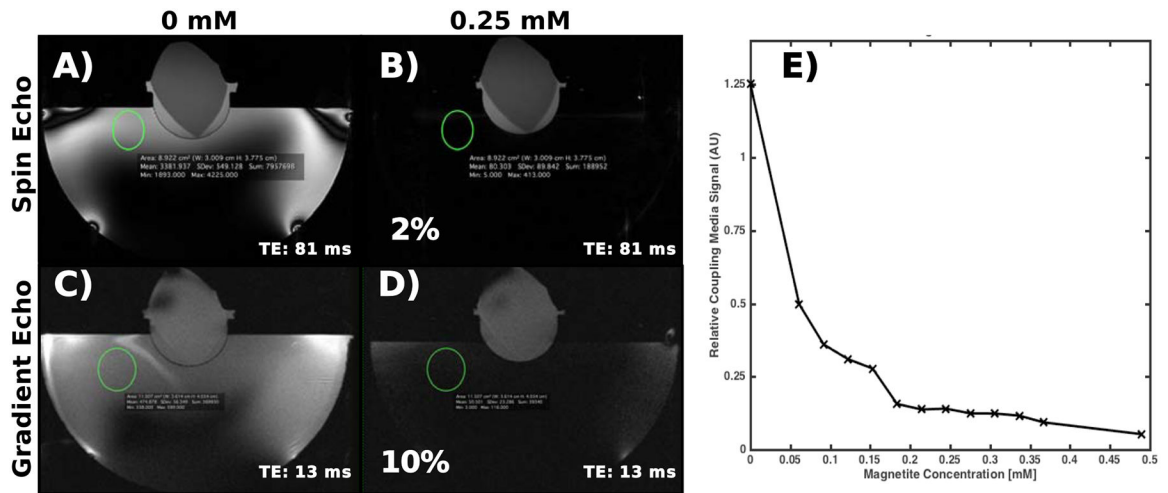 0 mM
0.25 mM
Spin Echo
A)
Area: 8.922 cm² (W: 3.009 cm H: 3.775 cm)
Mean: 3381.937 SDev: 549.128 Sum: 7957698
Min: 1893.000 Max: 4225.000
TE: 81 ms
B)
Area: 8.922 cm² (W: 3.009 cm H: 3.775 cm)
Mean: 80.303 SDev: 89.842 Sum: 188952
Min: 5.000 Max: 413.000
2%
TE: 81 ms
Gradient Echo
C)
TE: 13 ms
D)
10%
TE: 13 ms
E)
Relative Coupling Media Signal (AU)
1.25
1
0.75
0.5
0.25
0
0 0.05 0.1 0.15 0.2 0.25 0.3 0.35 0.4 0.45 0.5
Magnetite Concentration [mM]